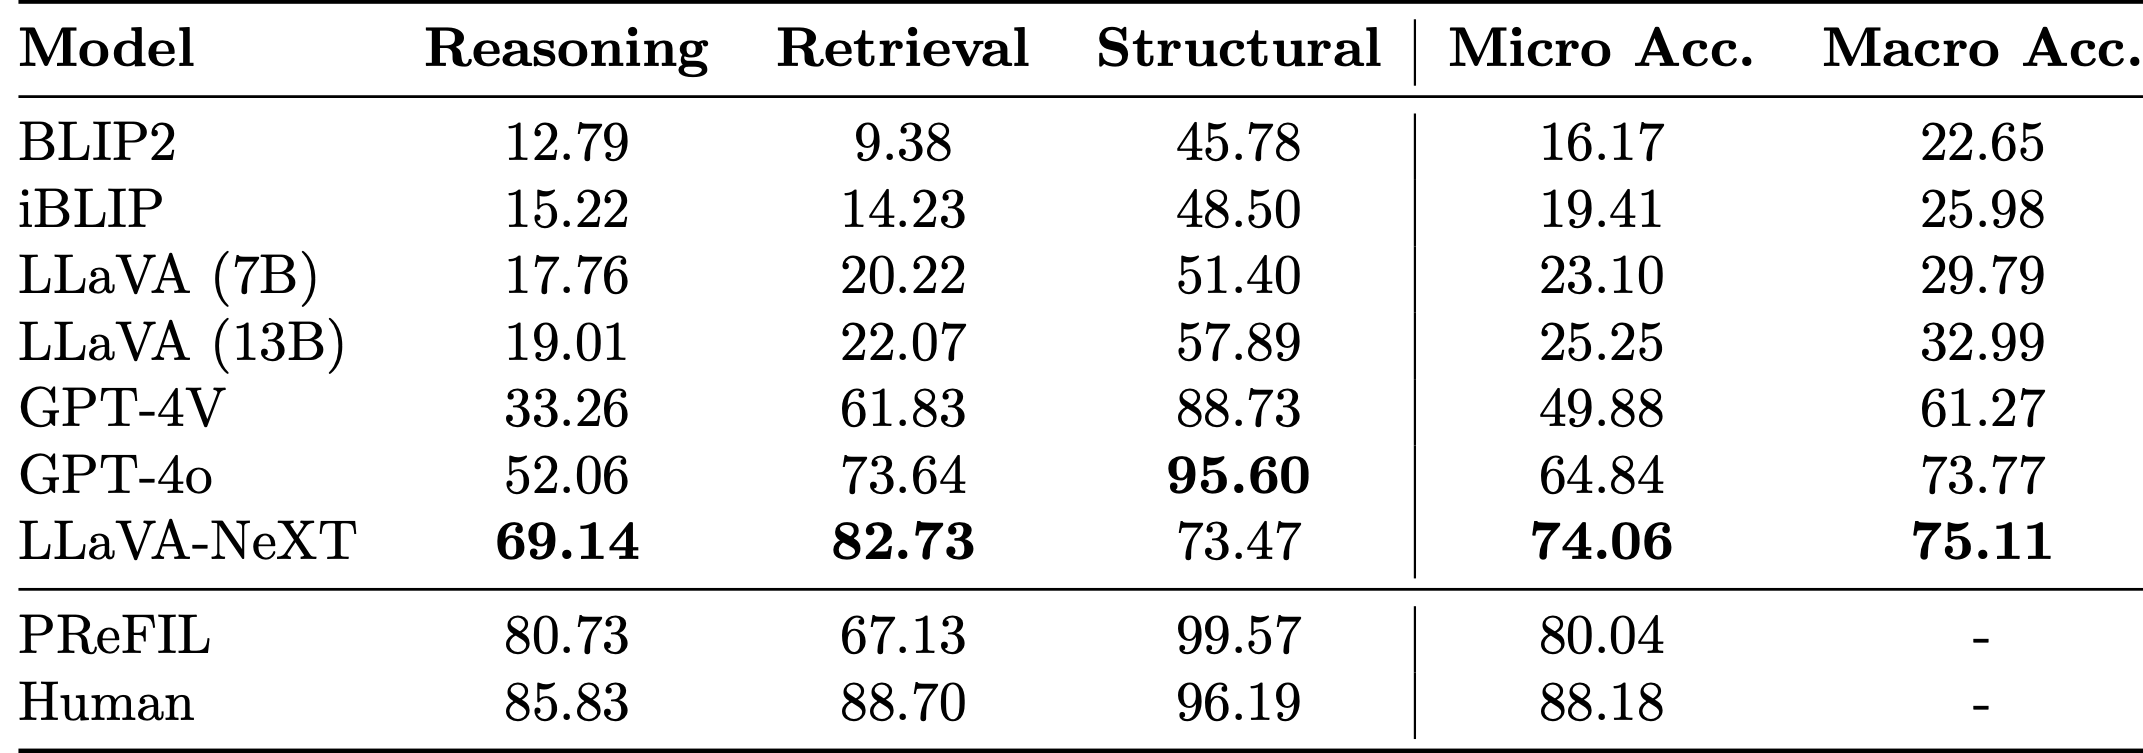 Model Reasoning Retrieval Structural Micro Acc. Macro Acc.
BLIP2 12.79 9.38 45.78 16.17 22.65
iBLIP 15.22 14.23 48.50 19.41 25.98
LLaVA (7B) 17.76 20.22 51.40 23.10 29.79
LLaVA (13B) 19.01 22.07 57.89 25.25 32.99
GPT-4V 33.26 61.83 88.73 49.88 61.27
GPT-4o 52.06 73.64 95.60 64.84 73.77
LLaVA-NeXT 69.14 82.73 73.47 74.06 75.11
PReFIL 80.73 67.13 99.57 80.04 -
Human 85.83 88.70 96.19 88.18 -